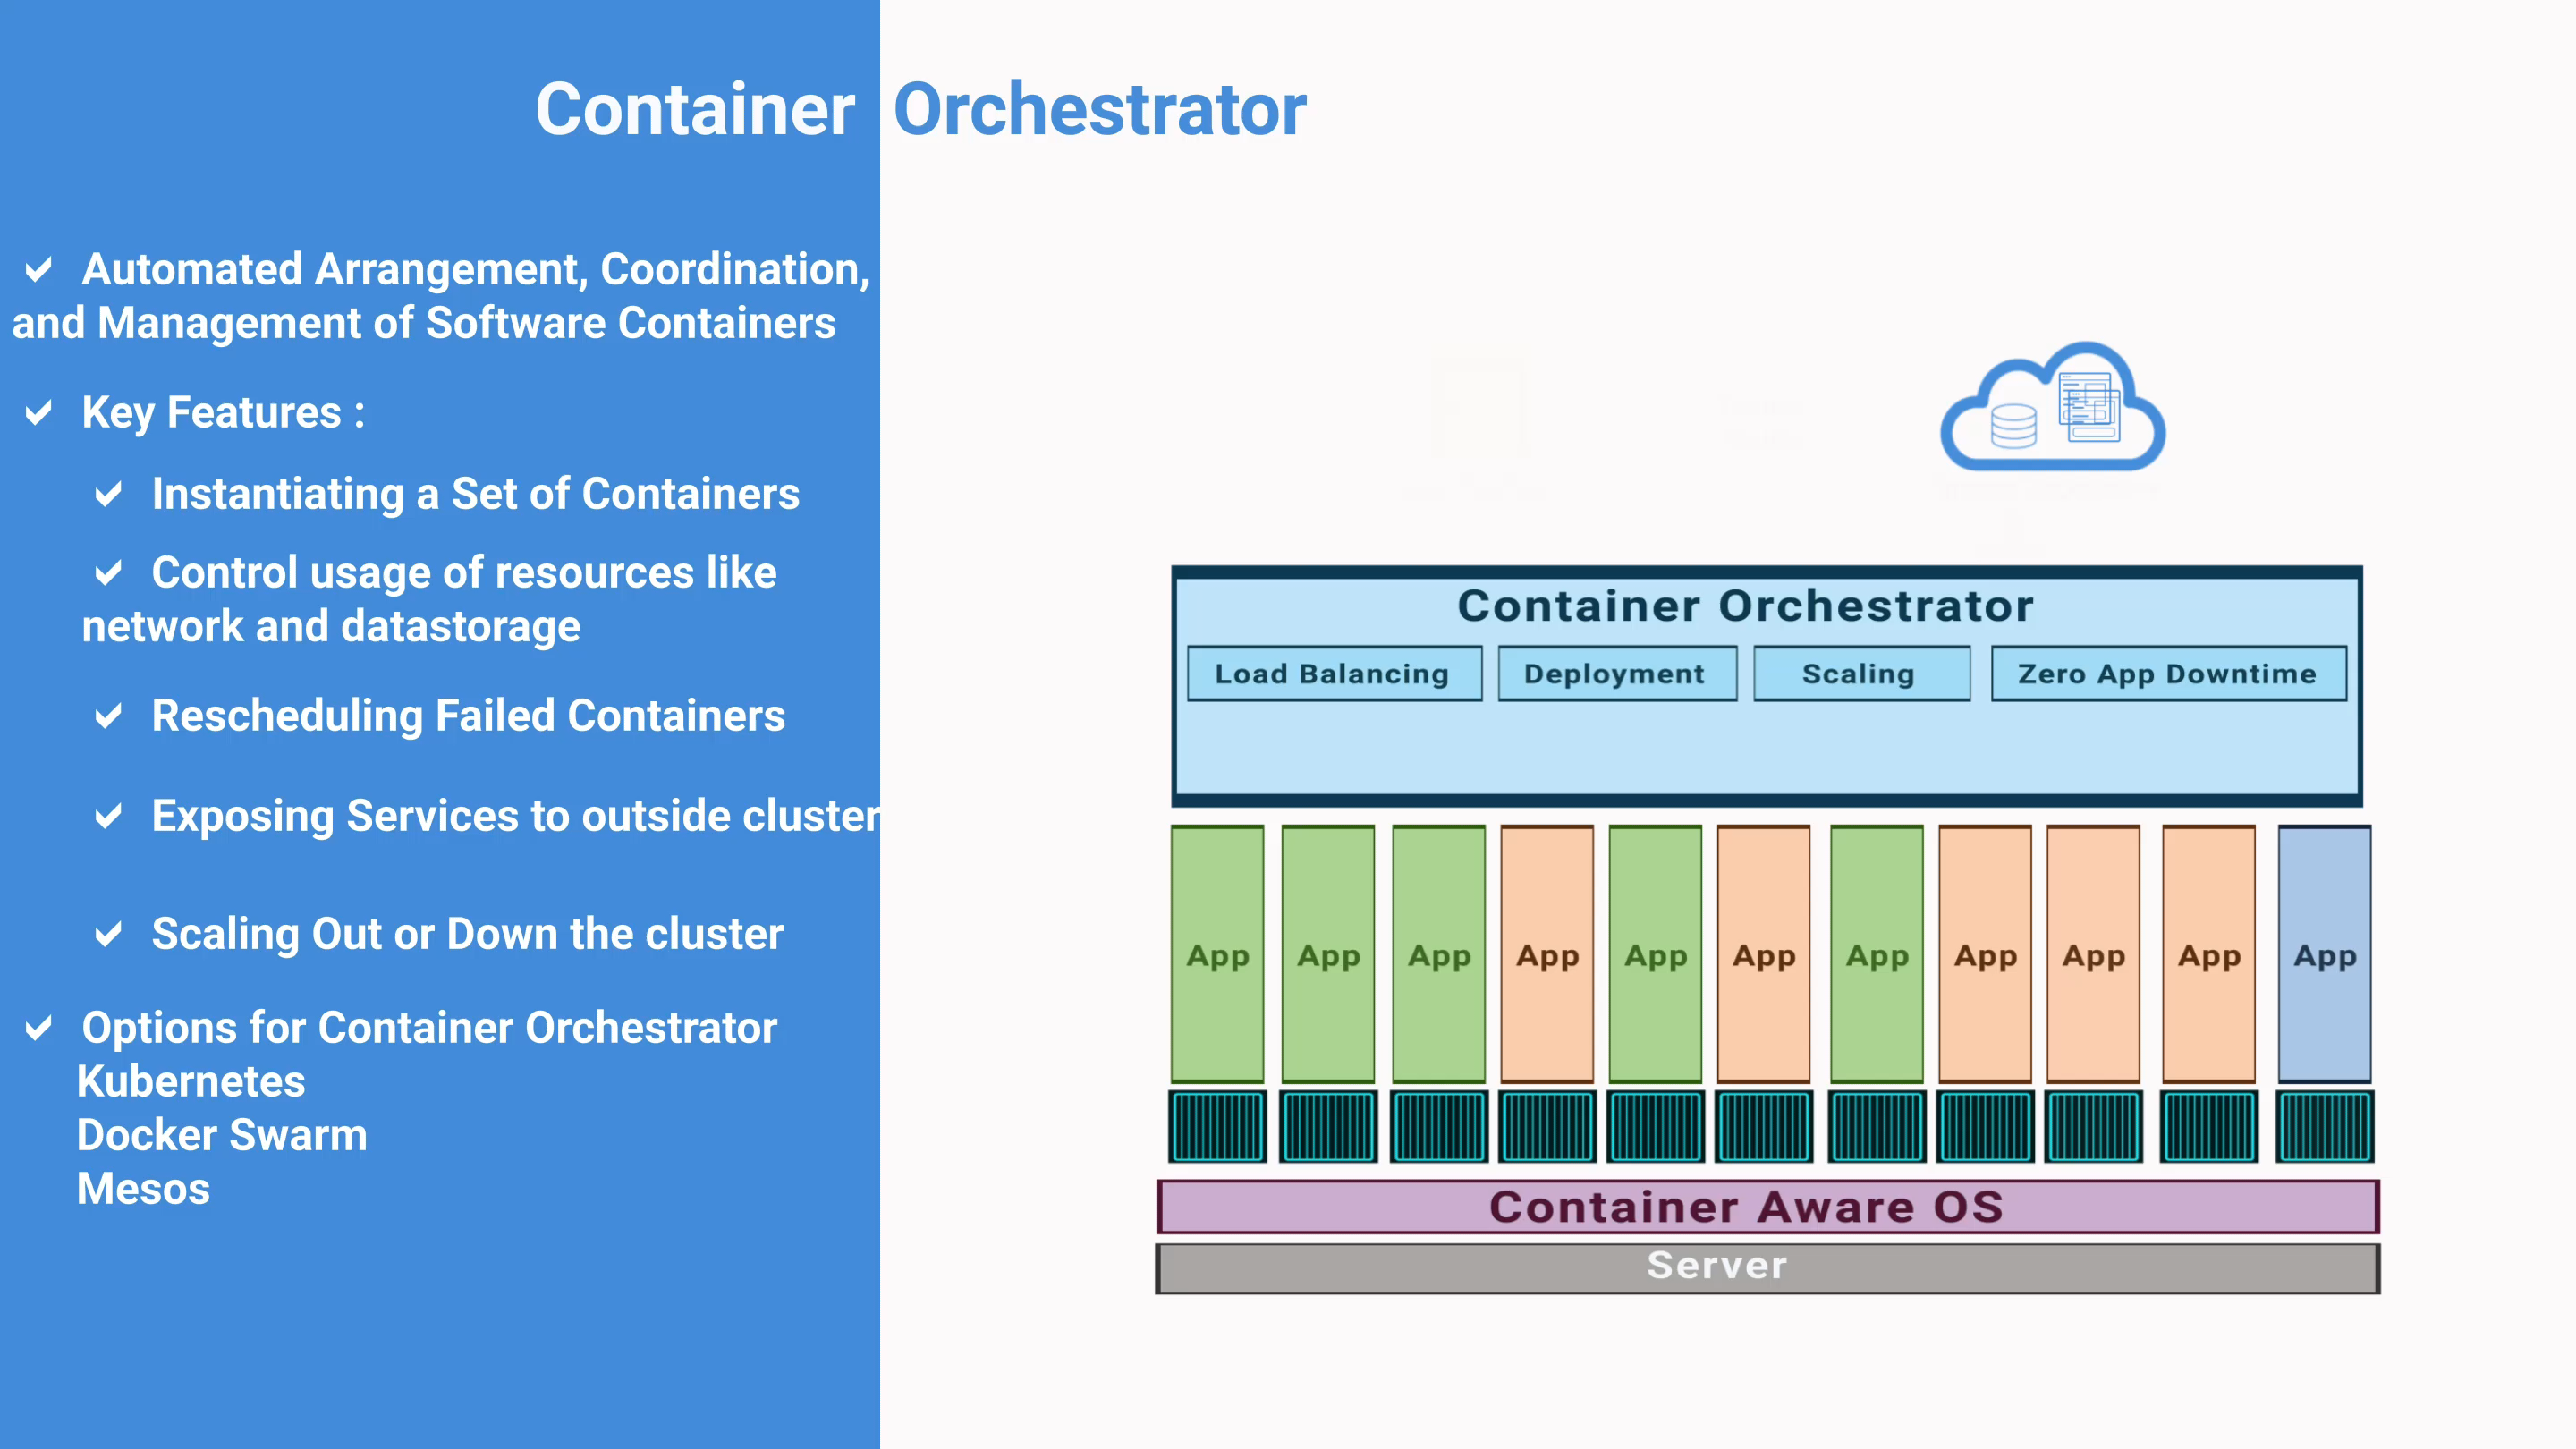 Container Orchestrator
Automated Arrangement, Coordination,
and Management of Software Containers
Key Features :
Instantiating a Set of Containers
Control usage of resources like
network and datastorage
Rescheduling Failed Containers
Exposing Services to outside cluster
Scaling Out or Down the cluster
Options for Container Orchestrator
Kubernetes
Docker Swarm
Mesos
Container Orchestrator
Load Balancing Deployment Scaling Zero App Downtime
App App App App App App App App App App App
Container Aware OS
Server